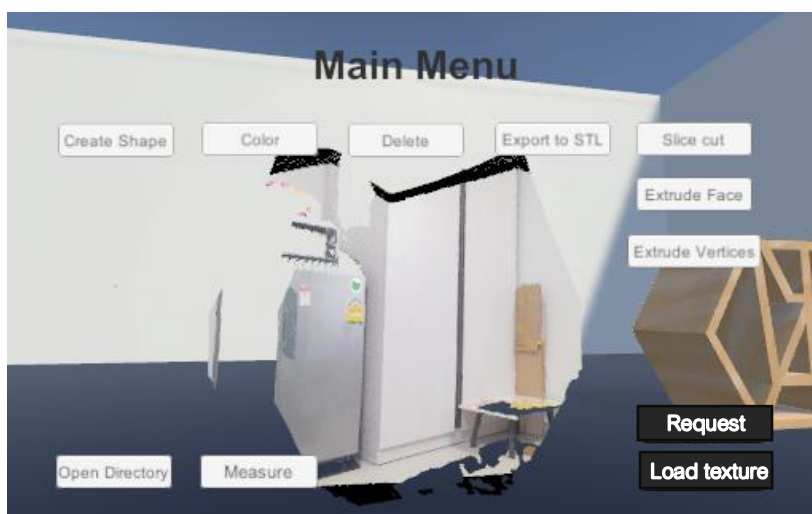 Main Menu
Create Shape
Color
Delete
Export to STL
Slice cut
Extrude Face
Extrude Vertices
Request
Open Directory
Measure
Load texture